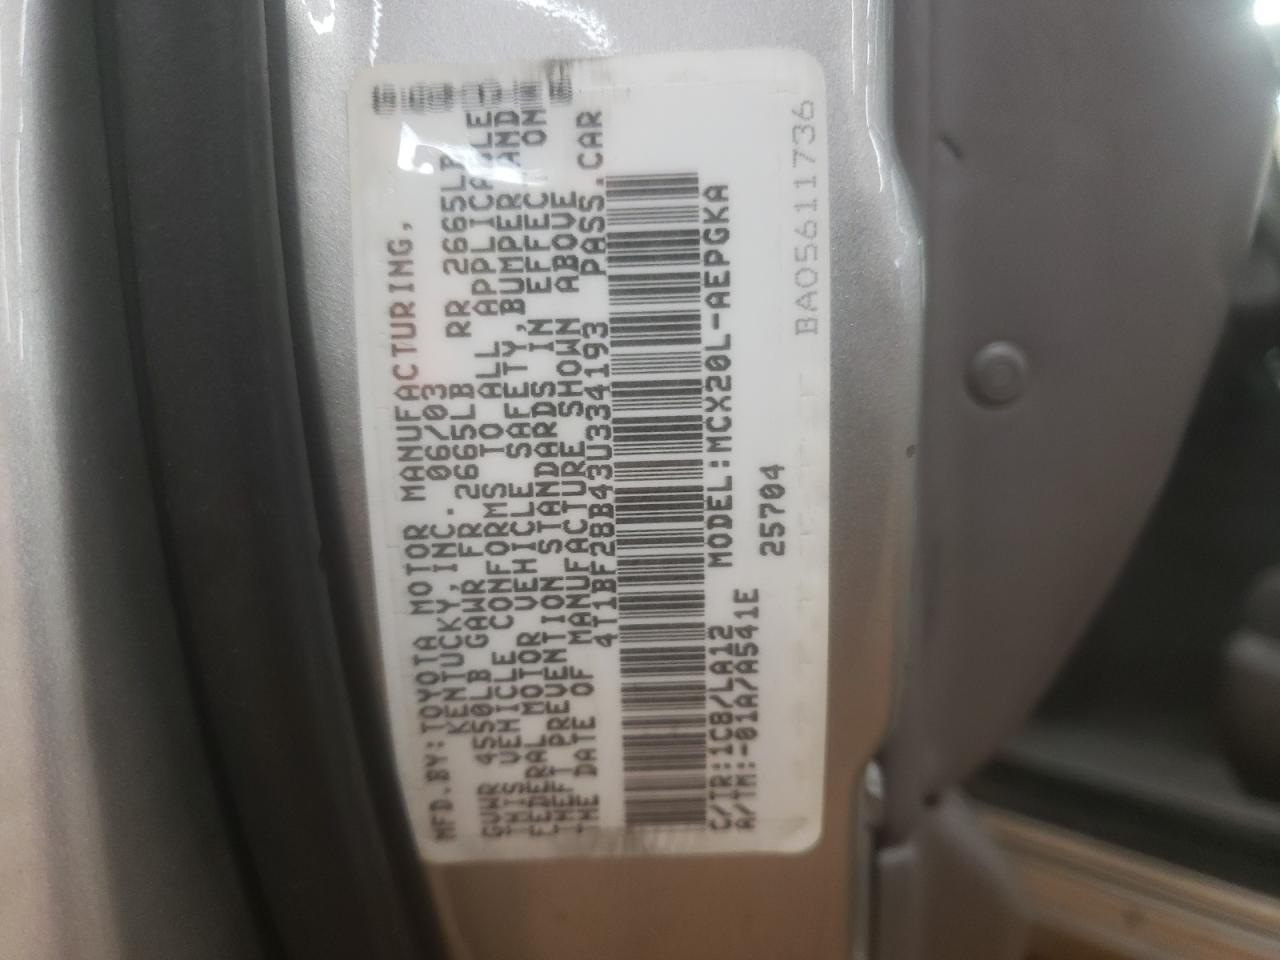 MFD.BY:TOYOTA MOTOR MANUFACTURING,
KENTUCKY,INC. 06/03
GVWR 4550LB GAWR FR 2665LB RR 2665LB
THIS VEHICLE CONFORMS TO ALL APPLICABLE
FEDERAL MOTOR VEHICLE SAFETY,BUMPER AND
THEFT PREVENTION STANDARDS IN EFFECT ON
THE DATE OF MANUFACTURE SHOWN ABOVE
4T1BF28B43U334193 PASS.CAR
C/TR:1C8/LA12 MODEL:MCX20L-AEPGKA
A/TM:-01A/A541E
25704
BA05611736